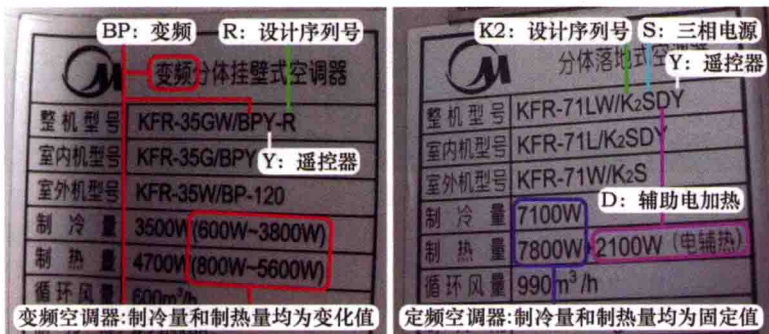 BP：变频
R：设计序列号
变频分体挂壁式空调器
整机型号 KFR-35GW/BPY-R
室内机型号 KFR-35G/BPY
Y：遥控器
室外机型号 KFR-35W/BP-120
制冷量 3500W(600W~3800W)
制热量 4700W(800W~5600W)
循环风量 600m³/h
变频空调器:制冷量和制热量均为变化值
K2：设计序列号
S：三相电源
分体落地式空调器
Y：遥控器
整机型号 KFR-71LW/K₂SDY
室内机型号 KFR-71L/K₂SDY
室外机型号 KFR-71W/K₂S
D：辅助电加热
制冷量 7100W
制热量 7800W+2100W（电辅热）
循环风量 990m³/h
定频空调器:制冷量和制热量均为固定值